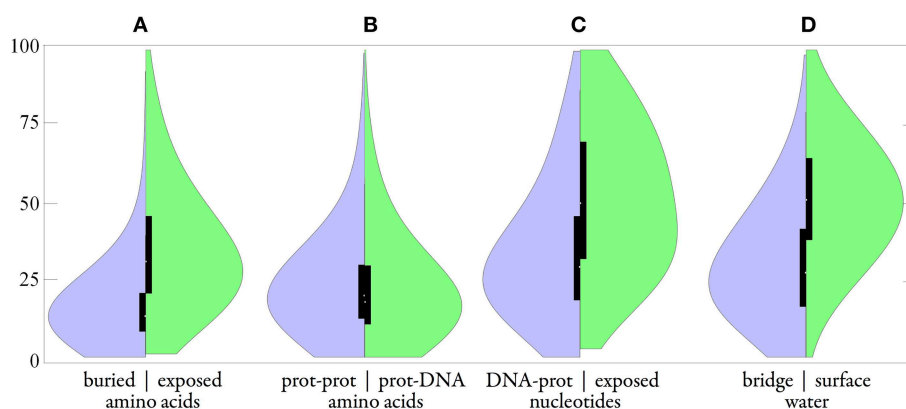 A B C D
100
75
50
25
0
buried | exposed prot-prot | prot-DNA DNA-prot | exposed bridge | surface
amino acids amino acids nucleotides water